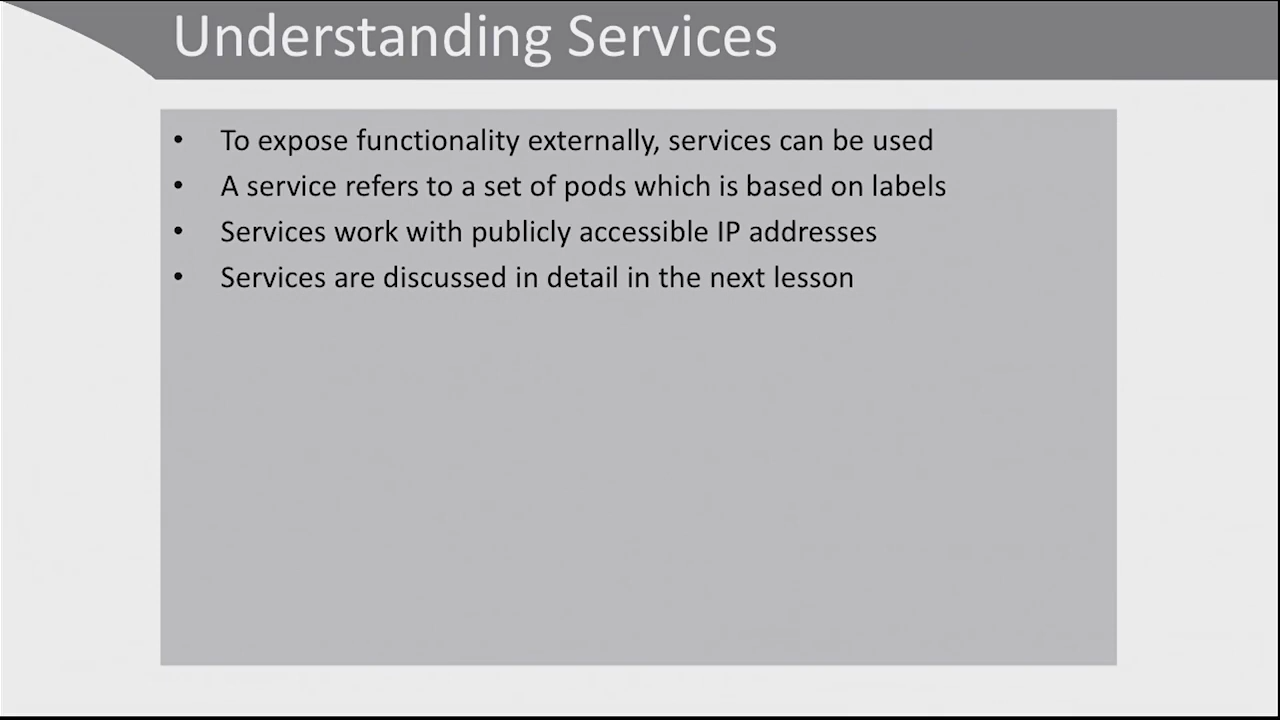 Understanding Services
• To expose functionality externally, services can be used
• A service refers to a set of pods which is based on labels
• Services work with publicly accessible IP addresses
• Services are discussed in detail in the next lesson